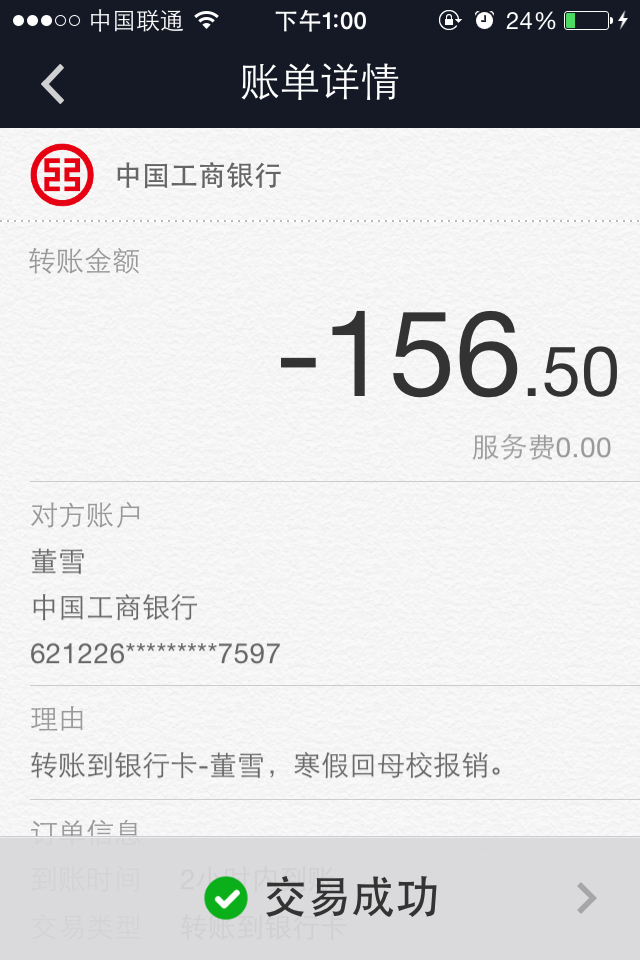 中国联通 下午1:00 24%
账单详情
中国工商银行
转账金额
-156.50
服务费0.00
对方账户
董雪
中国工商银行
621226*********7597
理由
转账到银行卡-董雪，寒假回母校报销。
订单信息
到账时间 2小时内到账
交易成功
交易类型 转账到银行卡